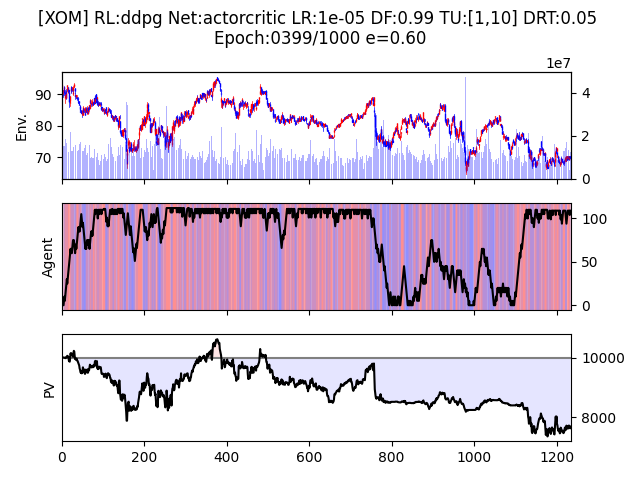 [XOM] RL:ddpg Net:actorcritic LR:1e-05 DF:0.99 TU:[1,10] DRT:0.05
Epoch:0399/1000 e=0.60
1e7
Env.
90
80
70
4
2
0
Agent
100
50
0
PV
10000
8000
0 200 400 600 800 1000 1200